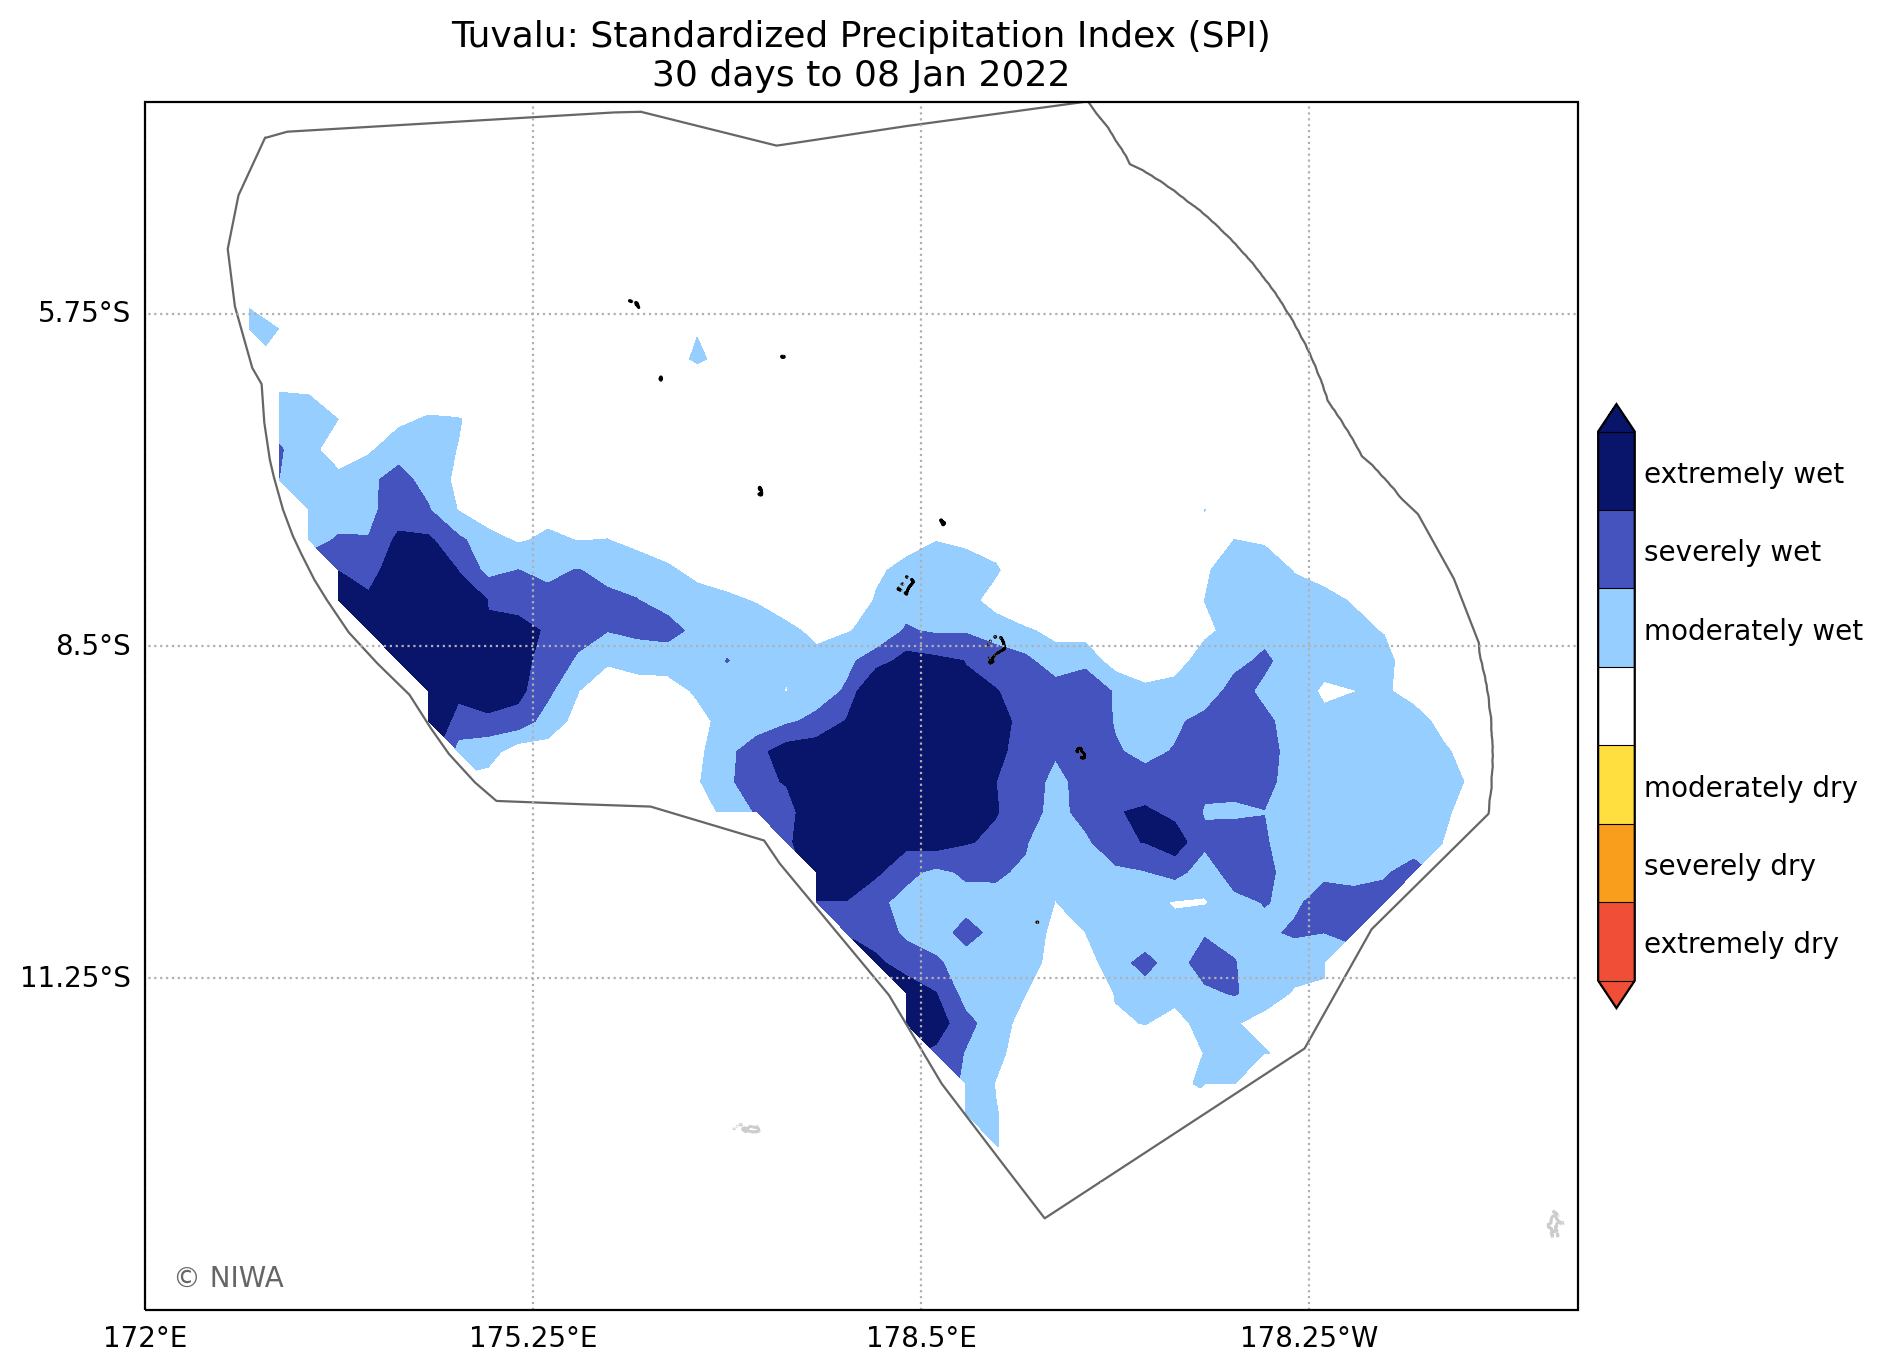 Tuvalu: Standardized Precipitation Index (SPI)
30 days to 08 Jan 2022
5.75°S
8.5°S
11.25°S
extremely wet
severely wet
moderately wet
moderately dry
severely dry
extremely dry
© NIWA
172°E
175.25°E
178.5°E
178.25°W